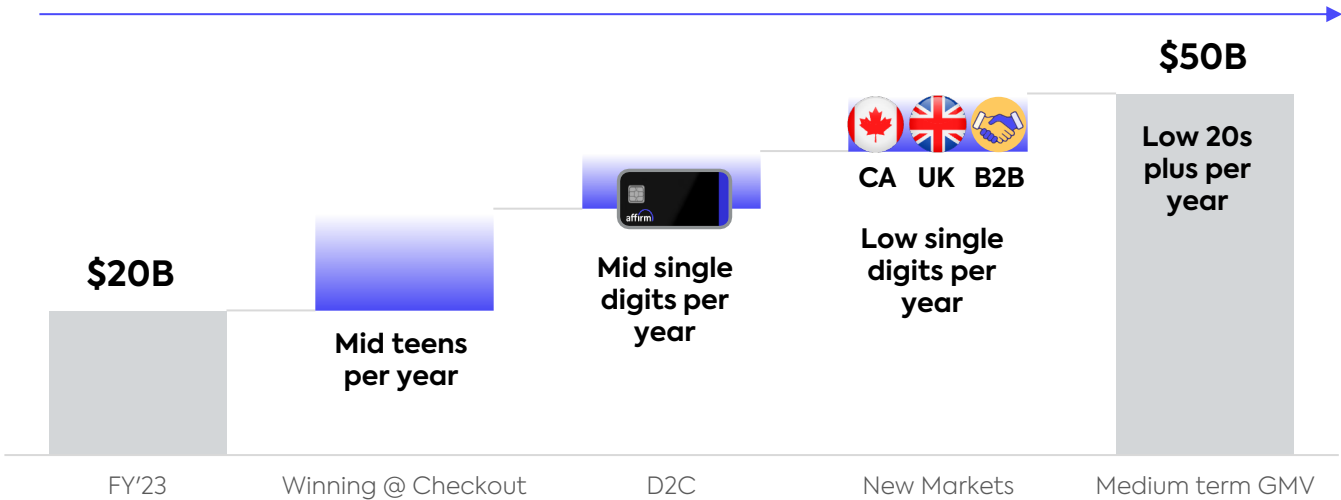 $50B
Low 20s
plus per
year
CA UK B2B
Low single
digits per
year
affirm
Mid single
digits per
year
$20B
Mid teens
per year
FY'23 Winning @ Checkout D2C New Markets Medium term GMV